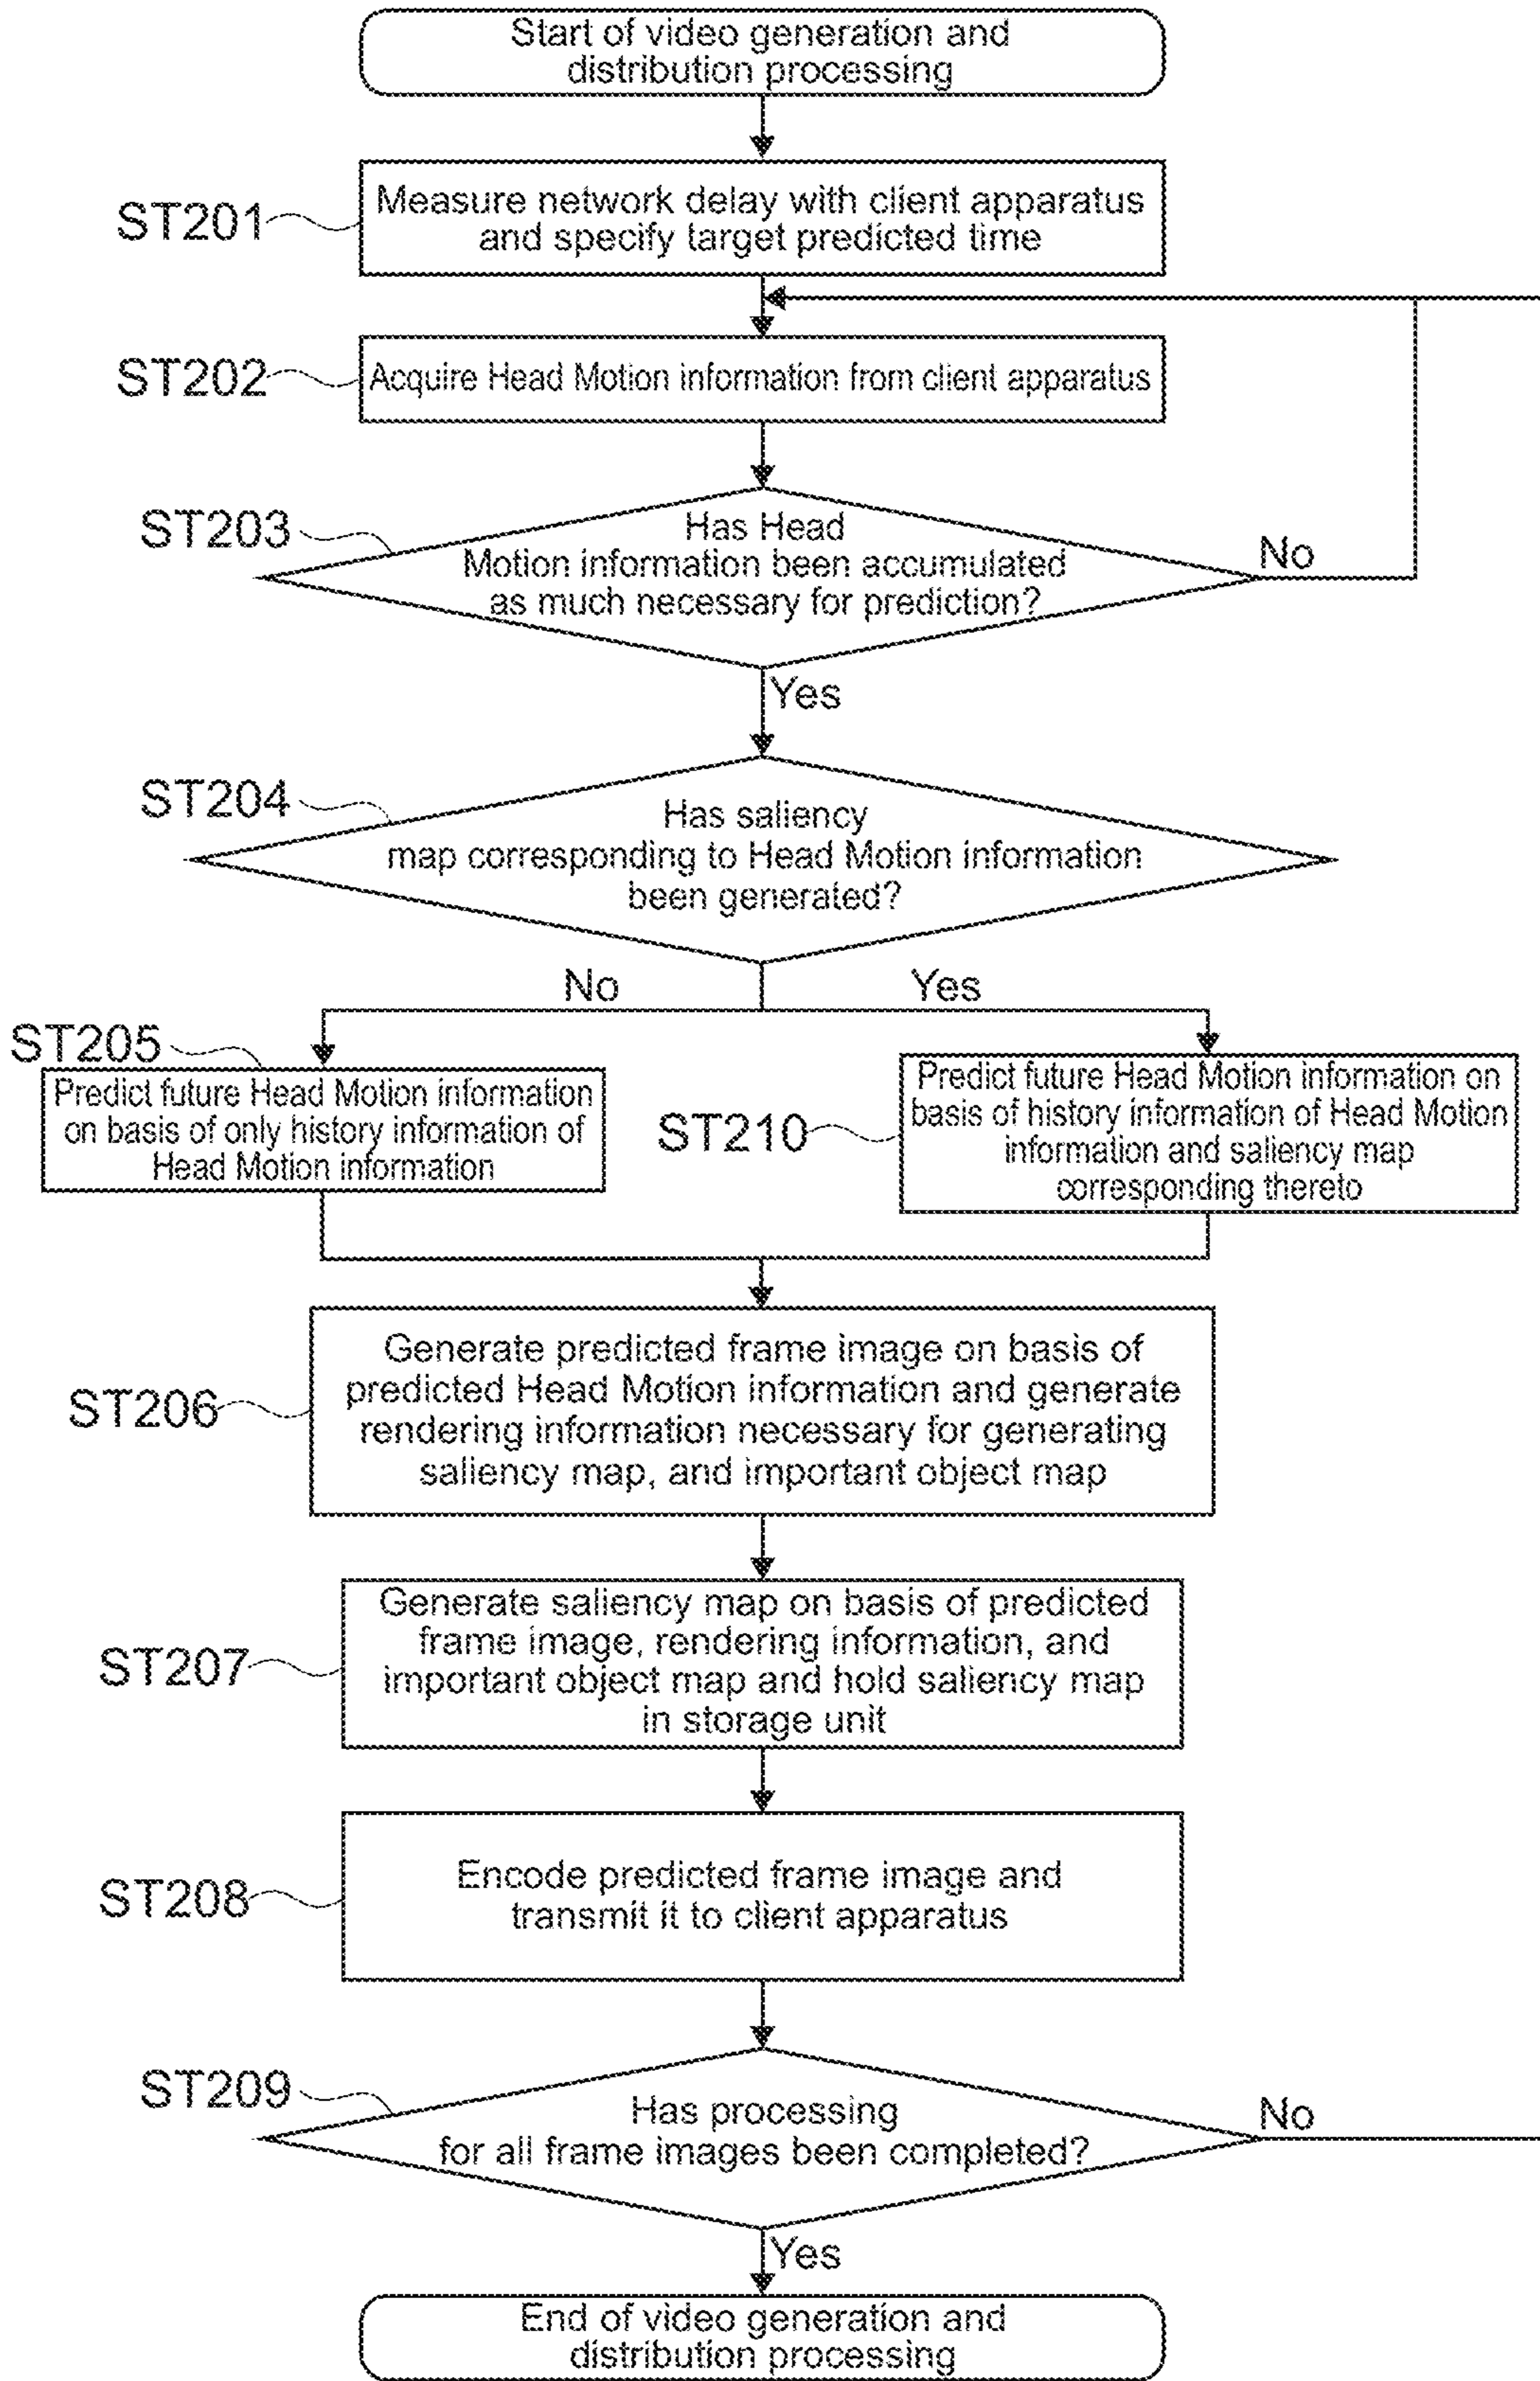 Start of video generation and
distribution processing
ST201
Measure network delay with client apparatus
and specify target predicted time
ST202
Acquire Head Motion information from client apparatus
ST203
Has Head
Motion information been accumulated
as much necessary for prediction?
No
Yes
ST204
Has saliency
map corresponding to Head Motion information
been generated?
No
Yes
ST205
Predict future Head Motion information
on basis of only history information of
Head Motion information
ST210
Predict future Head Motion information on
basis of history information of Head Motion
information and saliency map
corresponding thereto
ST206
Generate predicted frame image on basis of
predicted Head Motion information and generate
rendering information necessary for generating
saliency map, and important object map
ST207
Generate saliency map on basis of predicted
frame image, rendering information, and
important object map and hold saliency map
in storage unit
ST208
Encode predicted frame image and
transmit it to client apparatus
ST209
Has processing
for all frame images been completed?
No
Yes
End of video generation and
distribution processing